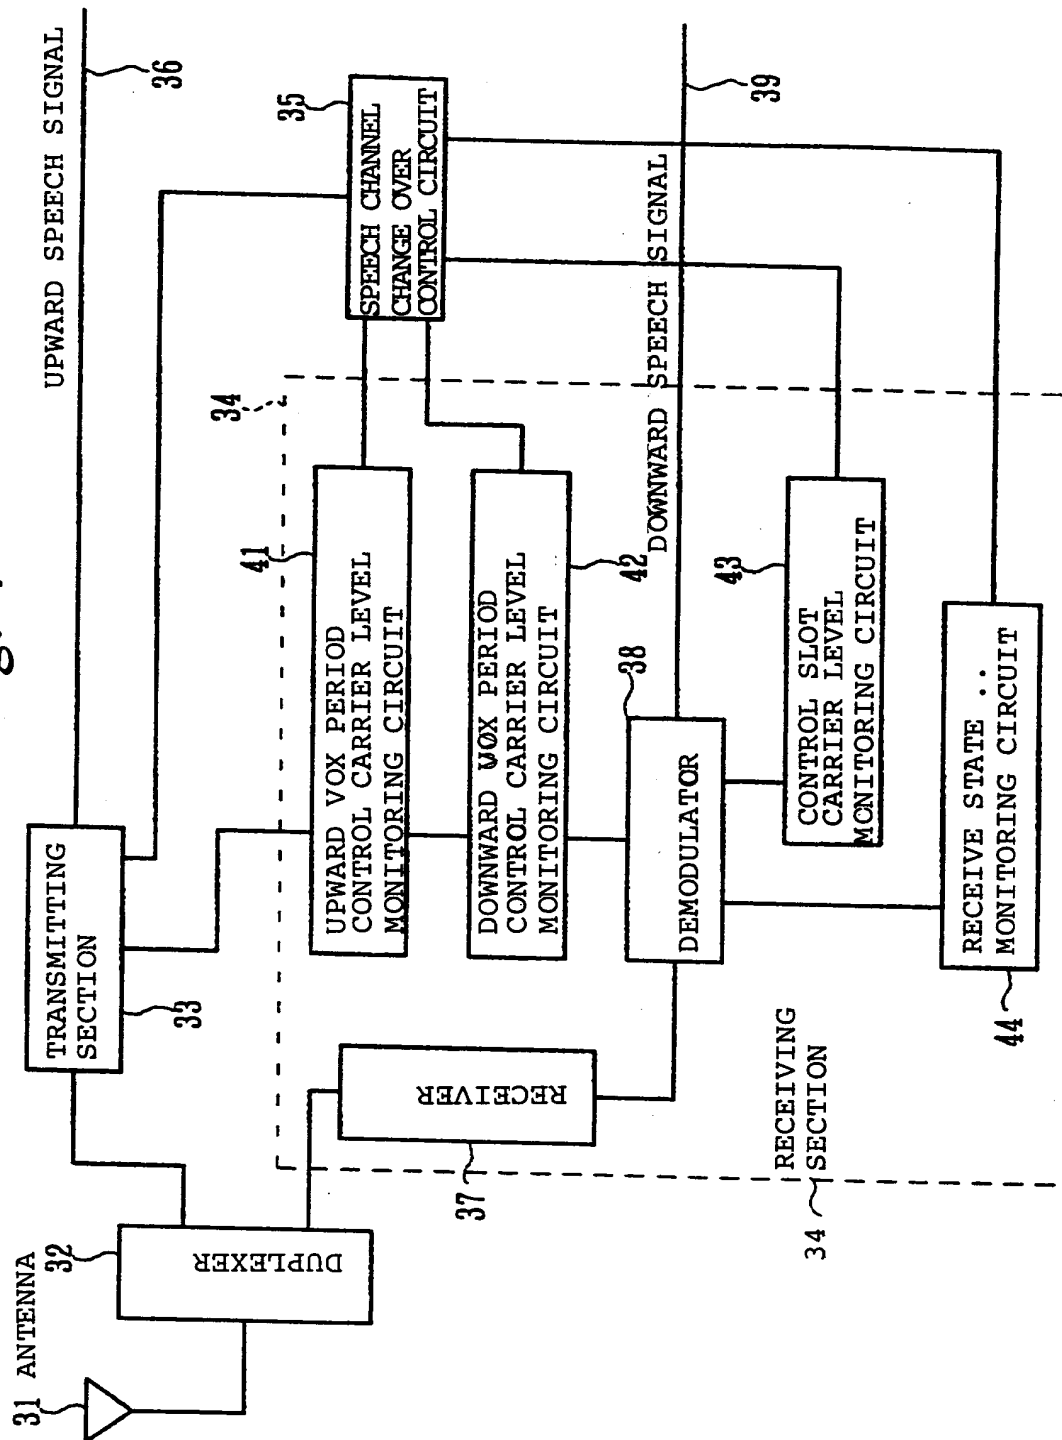 31 ANTENNA
32
DUPLEXER
TRANSMITTING
SECTION
33
UPWARD SPEECH SIGNAL
36
34
37
RECEIVER
41
UPWARD VOX PERIOD
CONTROL CARRIER LEVEL
MONITORING CIRCUIT
35
SPEECH CHANNEL
CHANGE OVER
CONTROL CIRCUIT
DOWNWARD VOX PERIOD
CONTROL CARRIER LEVEL
MONITORING CIRCUIT
42
38
DEMODULATOR
DOWNWARD SPEECH SIGNAL
39
43
CONTROL SLOT
CARRIER LEVEL
MONITORING CIRCUIT
RECEIVING
SECTION
34
RECEIVE STATE
MONITORING CIRCUIT
44